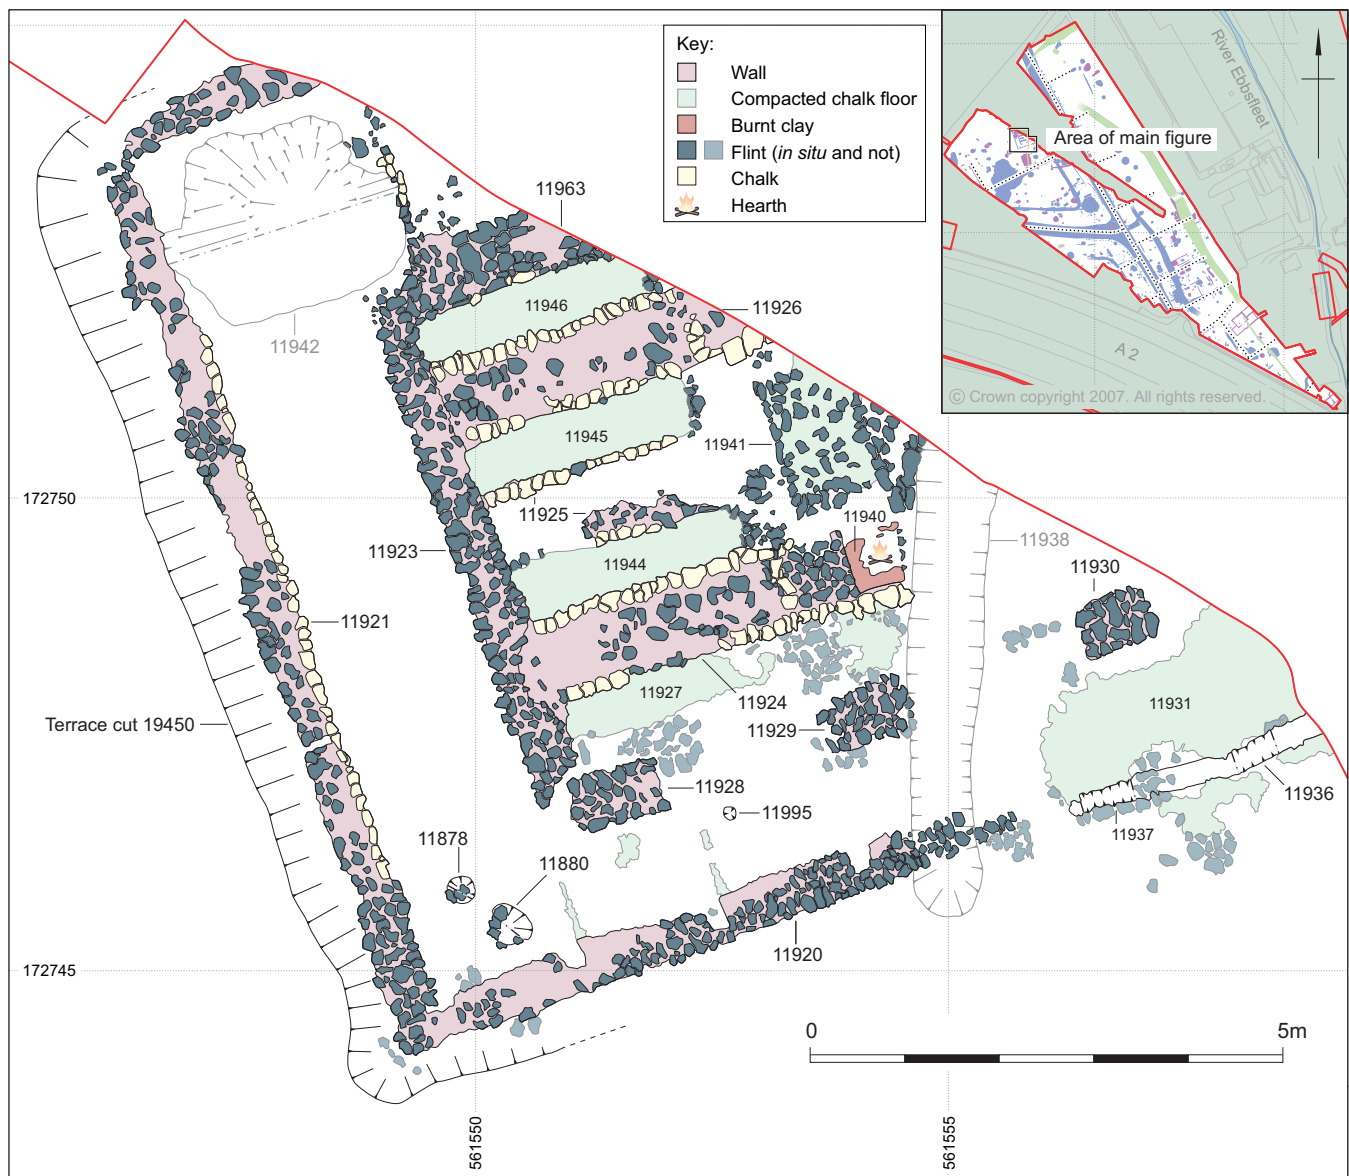 Key:
Wall
Compacted chalk floor
Burnt clay
Flint (in situ and not)
Chalk
Hearth
River Ebbsfleet
Area of main figure
A 2
© Crown copyright 2007. All rights reserved.
11963
11946
11926
11942
11945
11941
172750
11925
11940
11923
11938
11944
11930
11921
11927
11924
11931
Terrace cut 19450
11929
11928
11936
11995
11937
11878
11880
11920
172745
0
5m
561550
561555